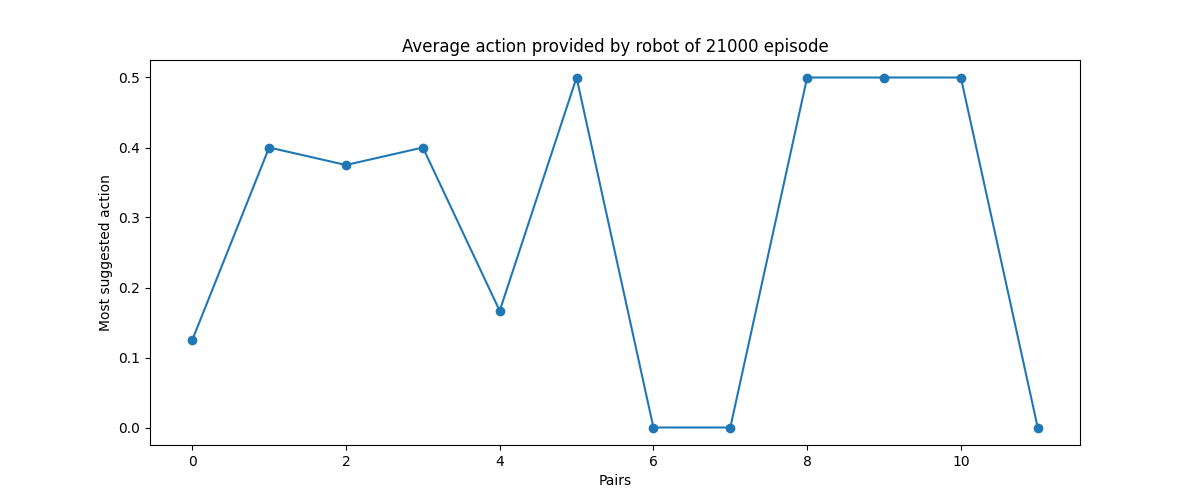 Average action provided by robot of 21000 episode
Most suggested action
0.5
0.4
0.3
0.2
0.1
0.0
0 2 4 6 8 10
Pairs